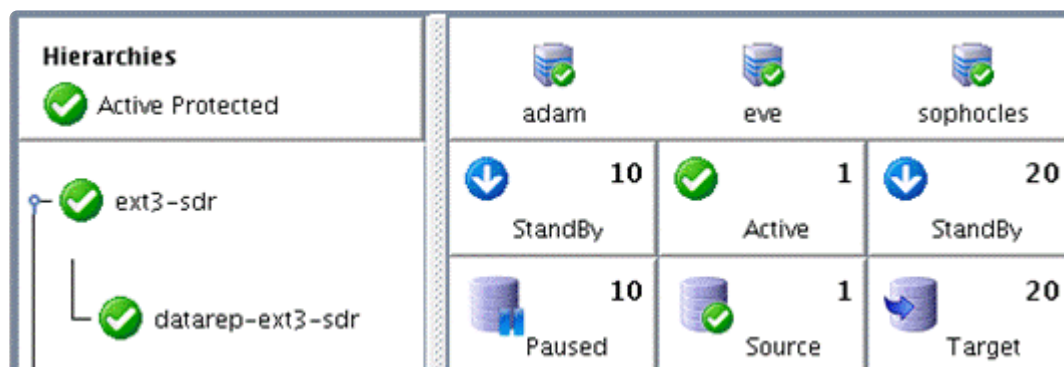 Hierarchies
Active Protected
adam eve sophocles
ext3-sdr
10 1 20
StandBy Active StandBy
datarep-ext3-sdr
10 1 20
Paused Source Target